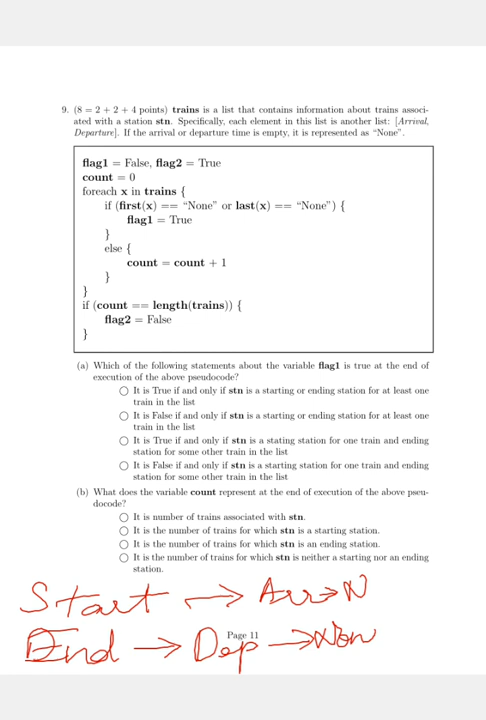 9. (8 = 2 + 2 + 4 points) trains is a list that contains information about trains associ-
ated with a station stn. Specifically, each element in this list is another list: [Arrival,
Departure]. If the arrival or departure time is empty, it is represented as “None”.
flag1 = False, flag2 = True
count = 0
foreach x in trains {
if (first(x) == “None” or last(x) == “None”) {
flag1 = True
}
else {
count = count + 1
}
}
if (count == length(trains)) {
flag2 = False
}
(a) Which of the following statements about the variable flag1 is true at the end of
execution of the above pseudocode?
○ It is True if and only if stn is a starting or ending station for at least one
train in the list
○ It is False if and only if stn is a starting or ending station for at least one
train in the list
○ It is True if and only if stn is a stating station for one train and ending
station for some other train in the list
○ It is False if and only if stn is a starting station for one train and ending
station for some other train in the list
(b) What does the variable count represent at the end of execution of the above pseu-
docode?
○ It is number of trains associated with stn.
○ It is the number of trains for which stn is a starting station.
○ It is the number of trains for which stn is an ending station.
○ It is the number of trains for which stn is neither a starting nor an ending
station.
Start → Arr → N
End → Dep → Non
Page 11